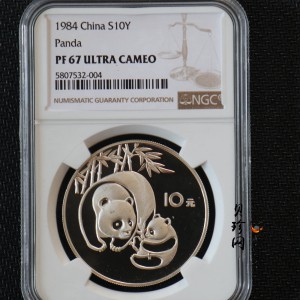 1984 China S10Y
Panda
PF 67 ULTRA CAMEO
5807532-004
NUMISMATIC GUARANTY CORPORATION
NGC
10元